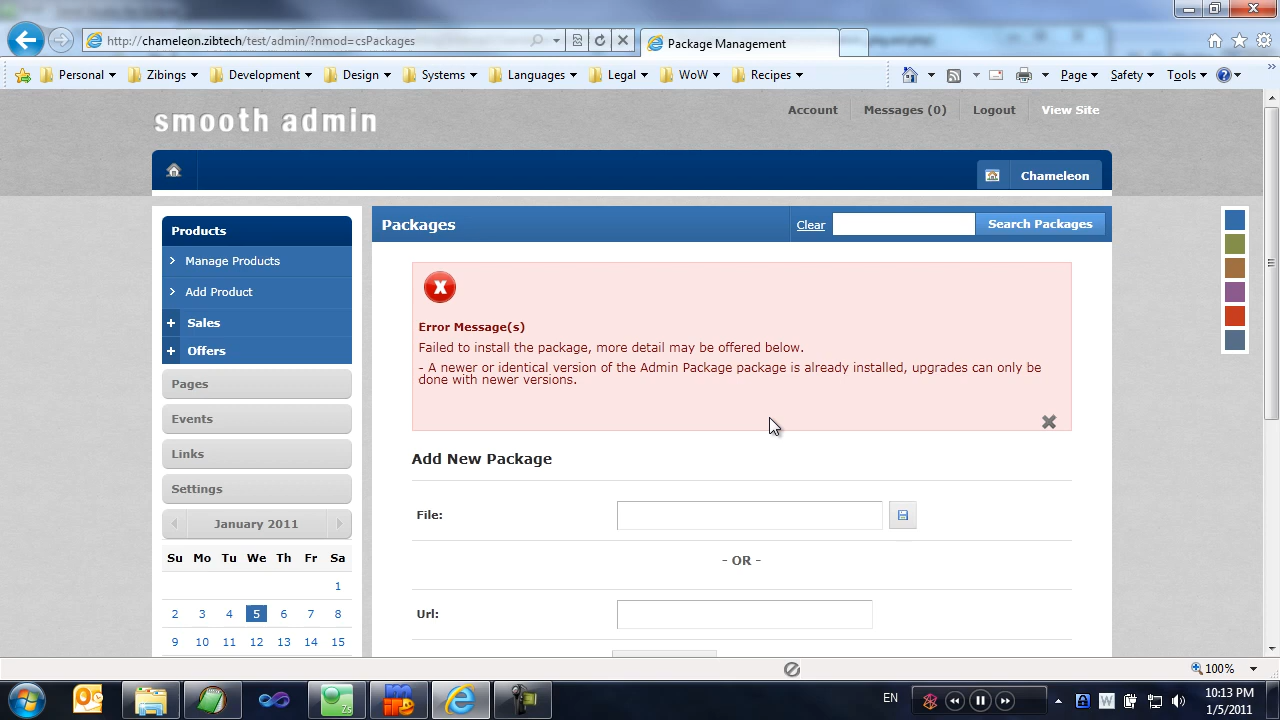 http://chameleon.zibtech/test/admin/?nmod=csPackages
Package Management
Personal
Zibings
Development
Design
Systems
Languages
Legal
WoW
Recipes
Page
Safety
Tools
smooth admin
Account
Messages (0)
Logout
View Site
Chameleon
Products
Manage Products
Add Product
Sales
Offers
Pages
Events
Links
Settings
January 2011
Su Mo Tu We Th Fr Sa
1
2 3 4 5 6 7 8
9 10 11 12 13 14 15
Packages
Clear
Search Packages
Error Message(s)
Failed to install the package, more detail may be offered below.
- A newer or identical version of the Admin Package package is already installed, upgrades can only be
done with newer versions.
Add New Package
File:
- OR -
Url:
100%
EN
10:13 PM
1/5/2011